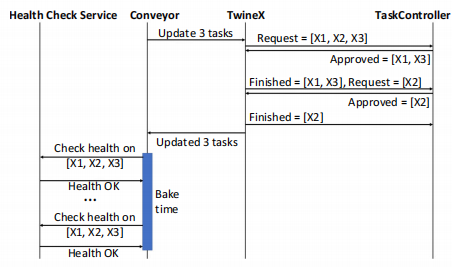 Health Check Service Conveyor TwineX TaskController
Update 3 tasks
Request = [X1, X2, X3]
Approved = [X1, X3]
Finished = [X1, X3], Request = [X2]
Approved = [X2]
Finished = [X2]
Updated 3 tasks
Check health on
[X1, X2, X3]
Health OK
...
Bake
time
Check health on
[X1, X2, X3]
Health OK